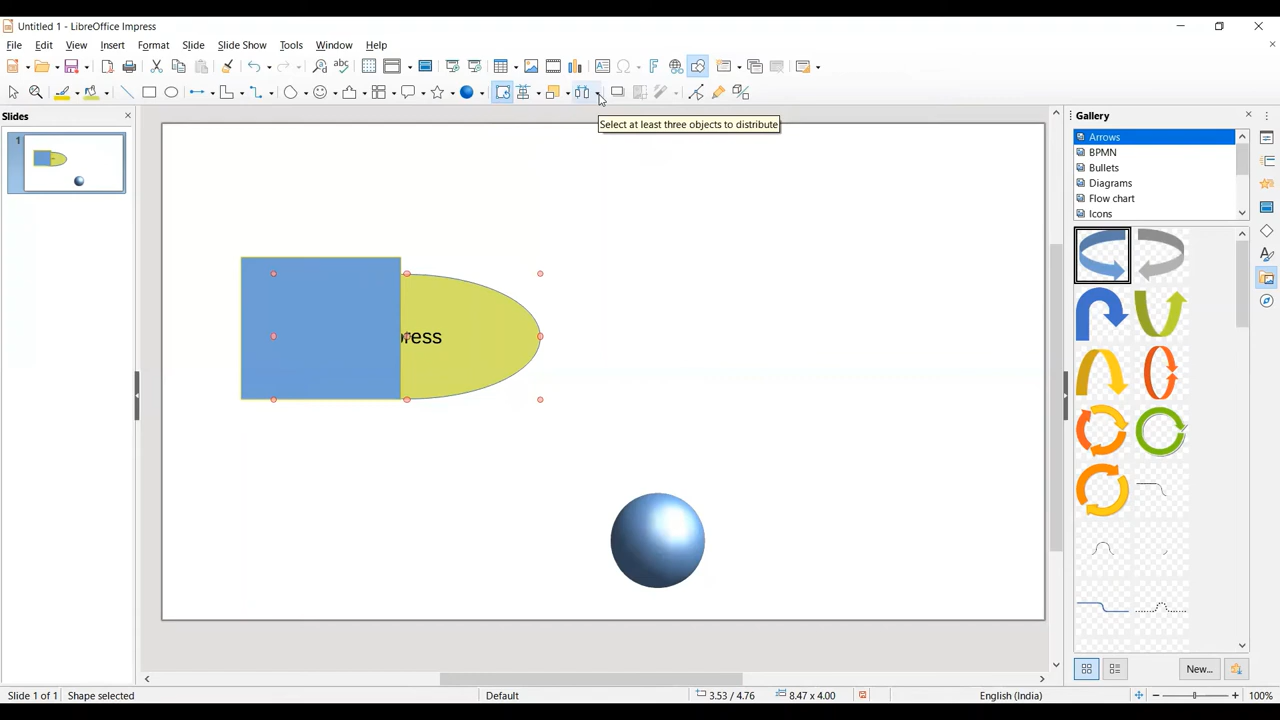 Untitled 1 - LibreOffice Impress
File Edit View Insert Format Slide Slide Show Tools Window Help
Slides
Select at least three objects to distribute
Gallery
1
Arrows
BPMN
Bullets
Diagrams
Flow chart
Icons
press
New...
Slide 1 of 1 Shape selected Default 3.53 / 4.76 8.47 x 4.00 English (India) 100%